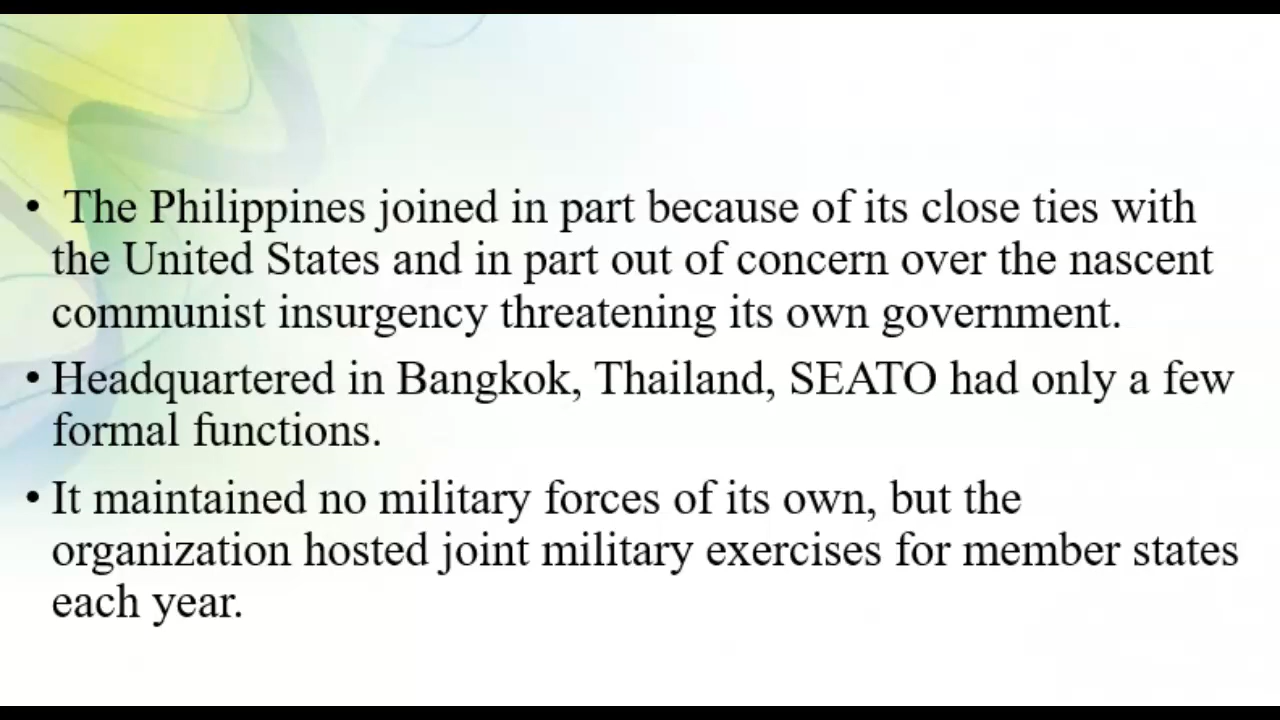 • The Philippines joined in part because of its close ties with
the United States and in part out of concern over the nascent
communist insurgency threatening its own government.
• Headquartered in Bangkok, Thailand, SEATO had only a few
formal functions.
• It maintained no military forces of its own, but the
organization hosted joint military exercises for member states
each year.